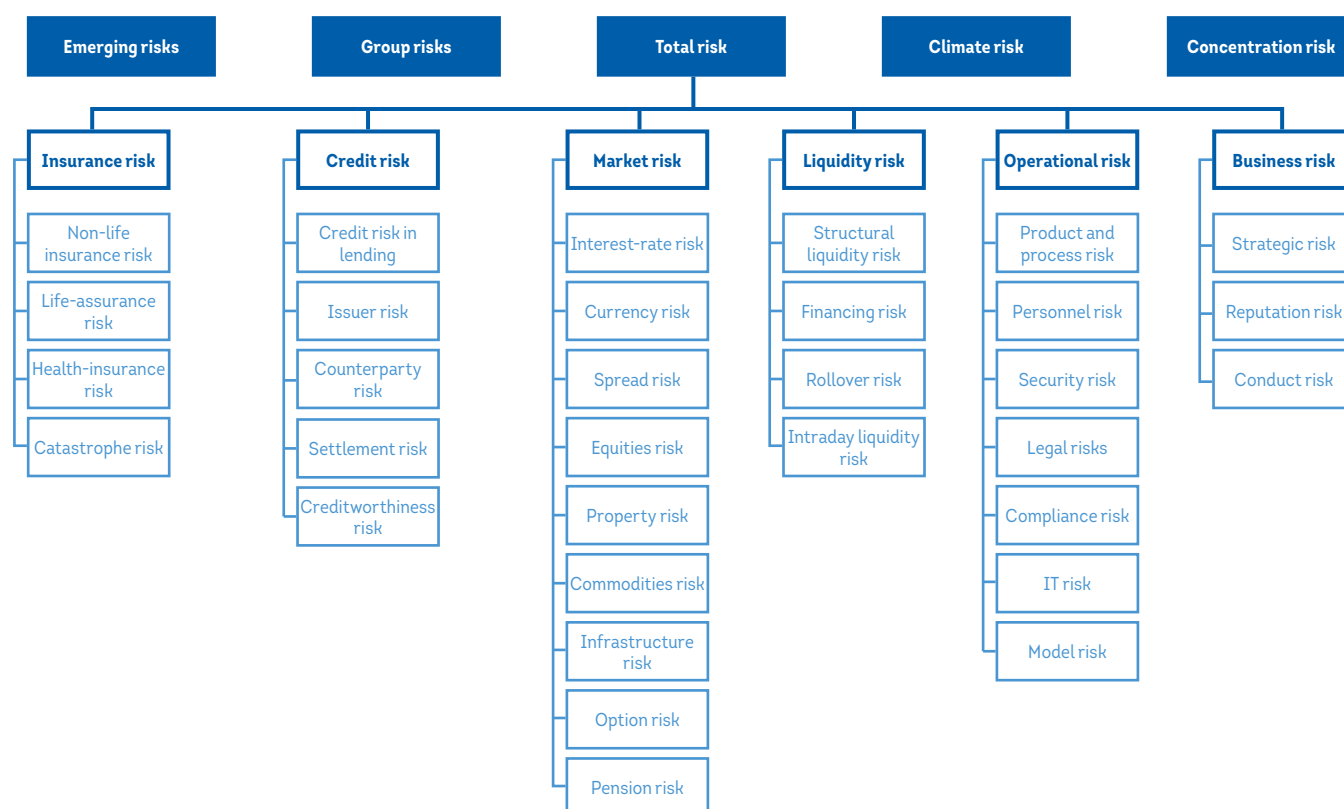 Emerging risks
Group risks
Total risk
Climate risk
Concentration risk
Insurance risk
Non-life
insurance risk
Life-assurance
risk
Health-insurance
risk
Catastrophe risk
Credit risk
Credit risk in
lending
Issuer risk
Counterparty
risk
Settlement risk
Creditworthiness
risk
Market risk
Interest-rate risk
Currency risk
Spread risk
Equities risk
Property risk
Commodities risk
Infrastructure
risk
Option risk
Pension risk
Liquidity risk
Structural
liquidity risk
Financing risk
Rollover risk
Intraday liquidity
risk
Operational risk
Product and
process risk
Personnel risk
Security risk
Legal risks
Compliance risk
IT risk
Model risk
Business risk
Strategic risk
Reputation risk
Conduct risk